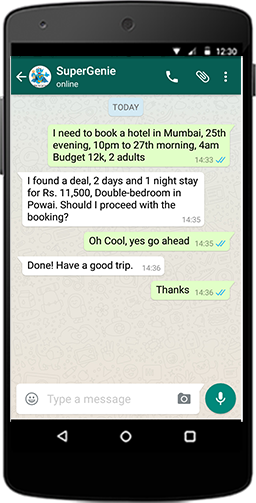 12:30
SuperGenie
online
TODAY
I need to book a hotel in Mumbai, 25th
evening, 10pm to 27th morning, 4am
Budget 12k, 2 adults
14:33
I found a deal, 2 days and 1 night stay
for Rs. 11,500, Double-bedroom in
Powai. Should I proceed with the
booking?
14:35
Oh Cool, yes go ahead 14:35
Done! Have a good trip. 14:36
Thanks 14:36
Type a message